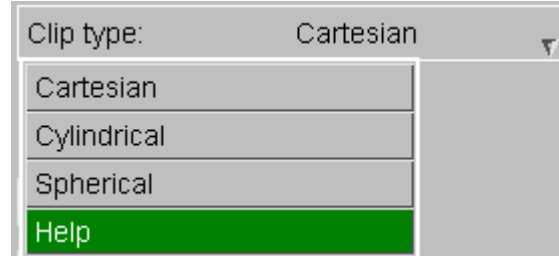 Clip type: Cartesian
Cartesian
Cylindrical
Spherical
Help